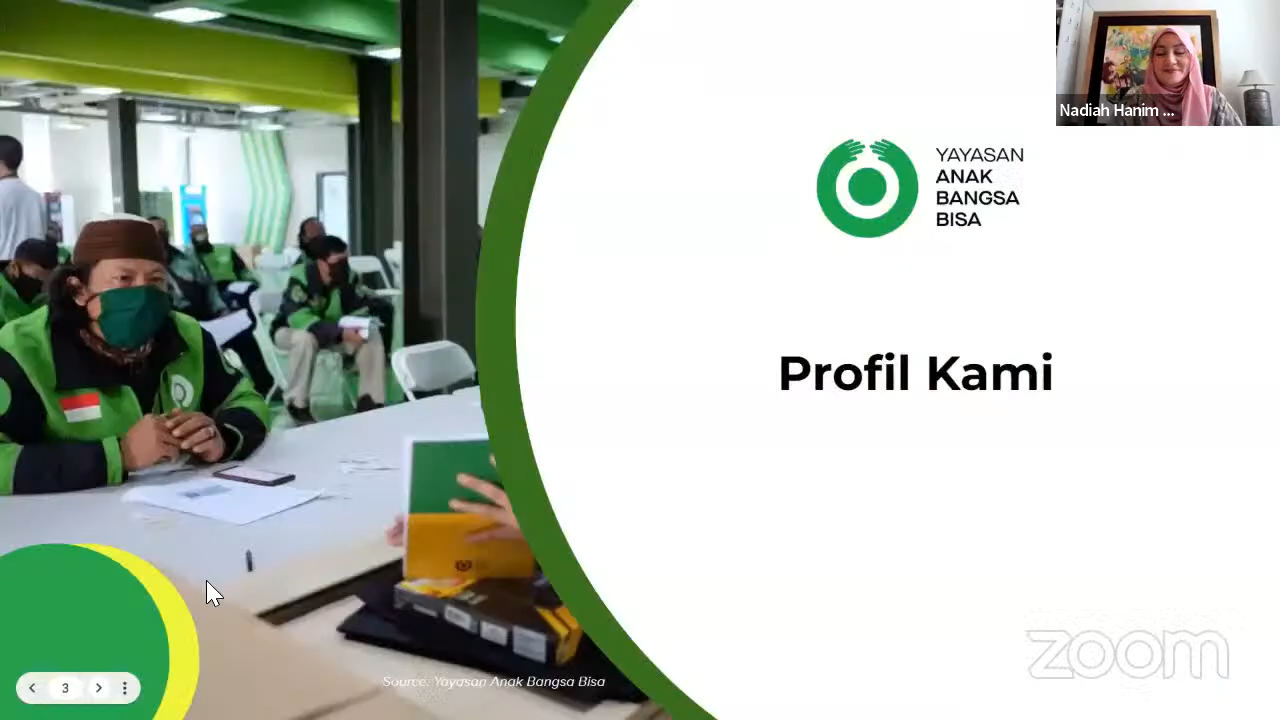 Nadiah Hanim ...
YAYASAN
ANAK
BANGSA
BISA
Profil Kami
Source: Yayasan Anak Bangsa Bisa
zoom
3